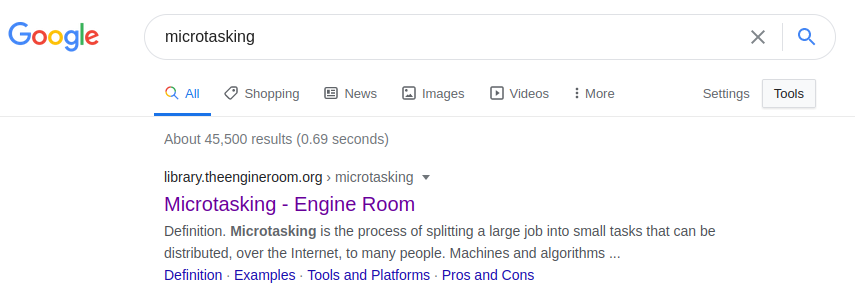 Google
microtasking
All Shopping News Images Videos More Settings Tools
About 45,500 results (0.69 seconds)
library.theengineroom.org › microtasking
Microtasking - Engine Room
Definition. Microtasking is the process of splitting a large job into small tasks that can be
distributed, over the Internet, to many people. Machines and algorithms ...
Definition · Examples · Tools and Platforms · Pros and Cons